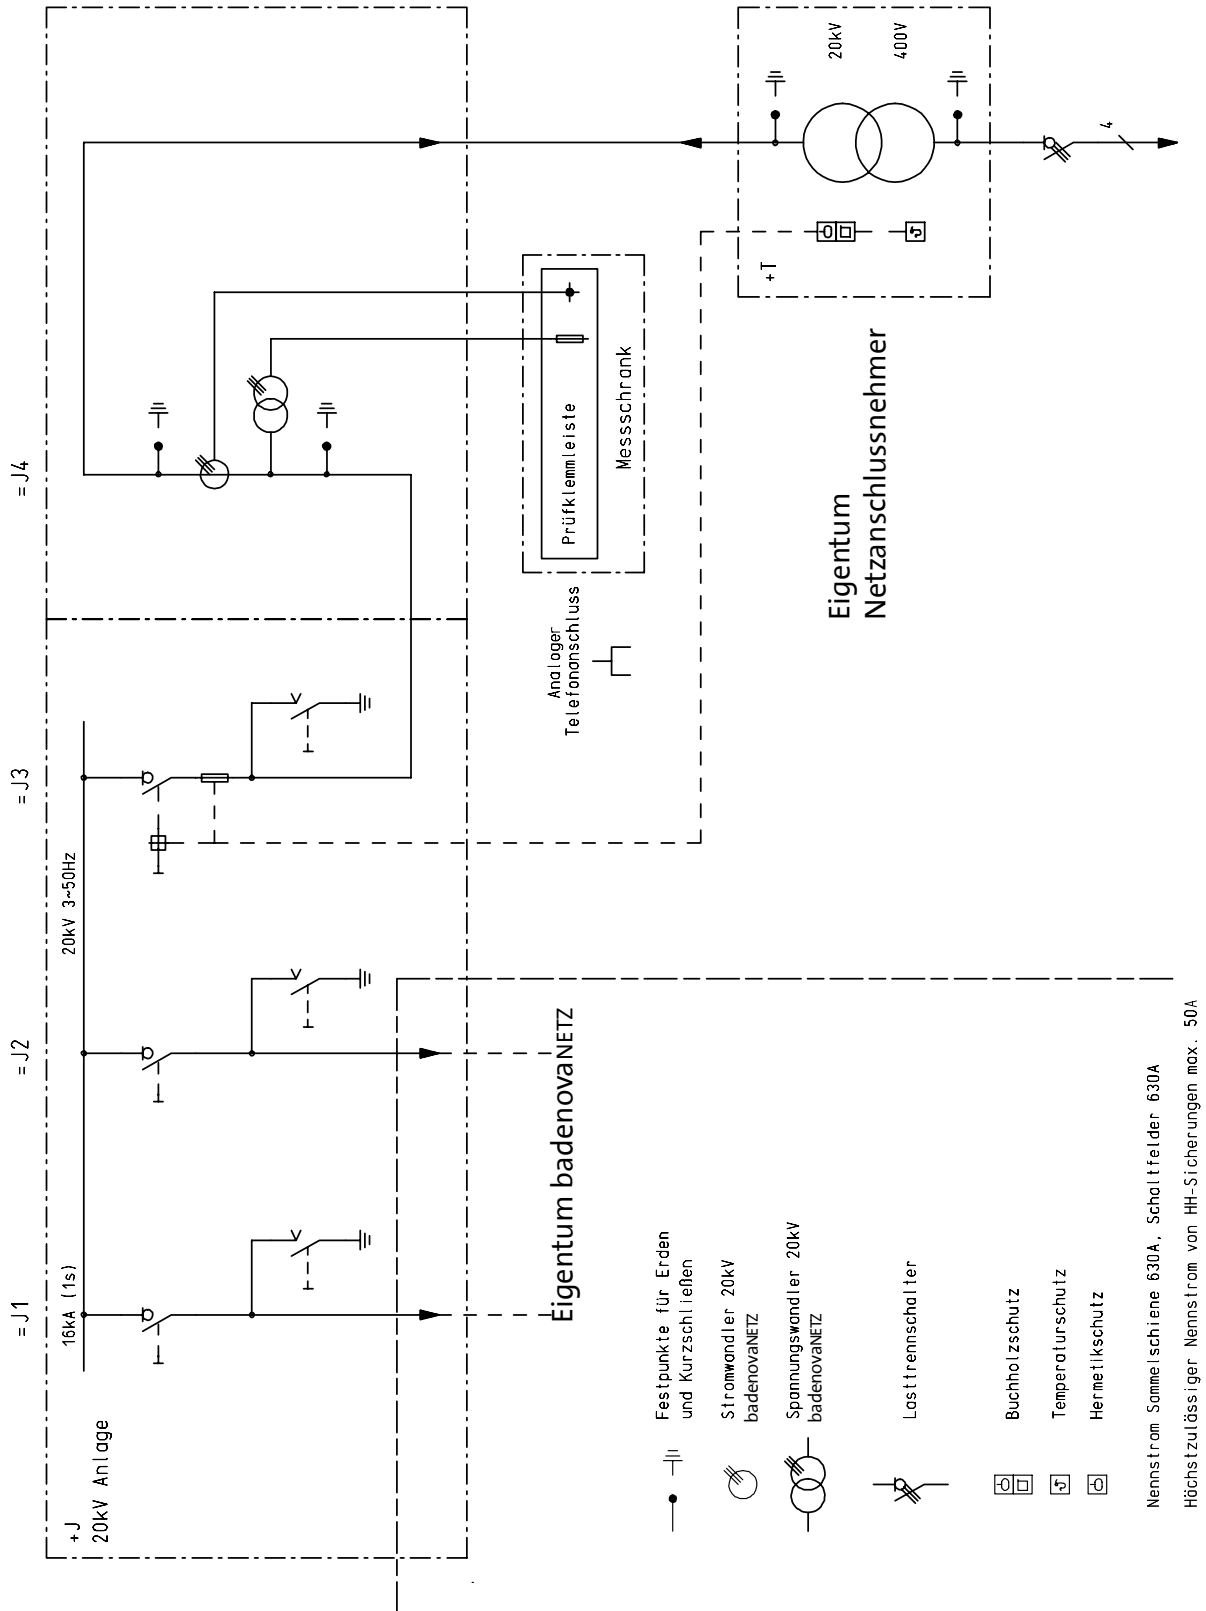 =J1
=J2
=J3
=J4
+J
20kV Anlage
16kA (1s)
20kV 3~50Hz
Eigentum badenovaNETZ
Analoger
Telefonanschluss
Prüfklemmleiste
Messschrank
+T
20kV
400V
4
Eigentum
Netzanschlussnehmer
Festpunkte für Erden
und Kurzschließen
Stromwandler 20kV
badenovaNETZ
Spannungswandler 20kV
badenovaNETZ
Lasttrennschalter
Buchholzschutz
Temperaturschutz
Hermetikschutz
Nennstrom Sammelschiene 630A, Schaltfelder 630A
Höchstzulässiger Nennstrom von HH-Sicherungen max. 50A